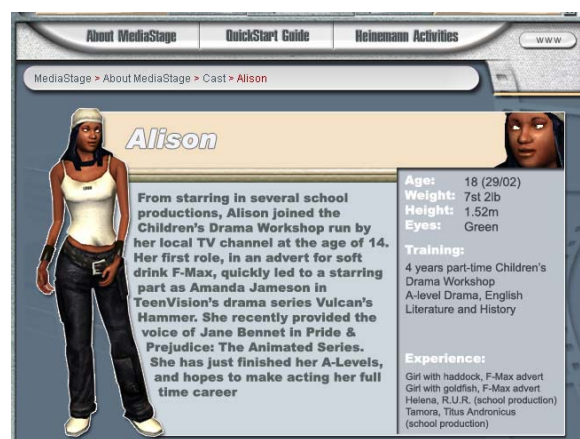 About MediaStage QuickStart Guide Heinemann Activities www
MediaStage > About MediaStage > Cast > Alison
Alison
From starring in several school
productions, Alison joined the
Children's Drama Workshop run by
her local TV channel at the age of 14.
Her first role, in an advert for soft
drink F-Max, quickly led to a starring
part as Amanda Jameson in
TeenVision's drama series Vulcan's
Hammer. She recently provided the
voice of Jane Bennet in Pride &
Prejudice: The Animated Series.
She has just finished her A-Levels,
and hopes to make acting her full
time career
Age: 18 (29/02)
Weight: 7st 2lb
Height: 1.52m
Eyes: Green
Training:
4 years part-time Children's
Drama Workshop
A-level Drama, English
Literature and History
Experience:
Girl with haddock, F-Max advert
Girl with goldfish, F-Max advert
Helena, R.U.R. (school production)
Tamora, Titus Andronicus
(school production)